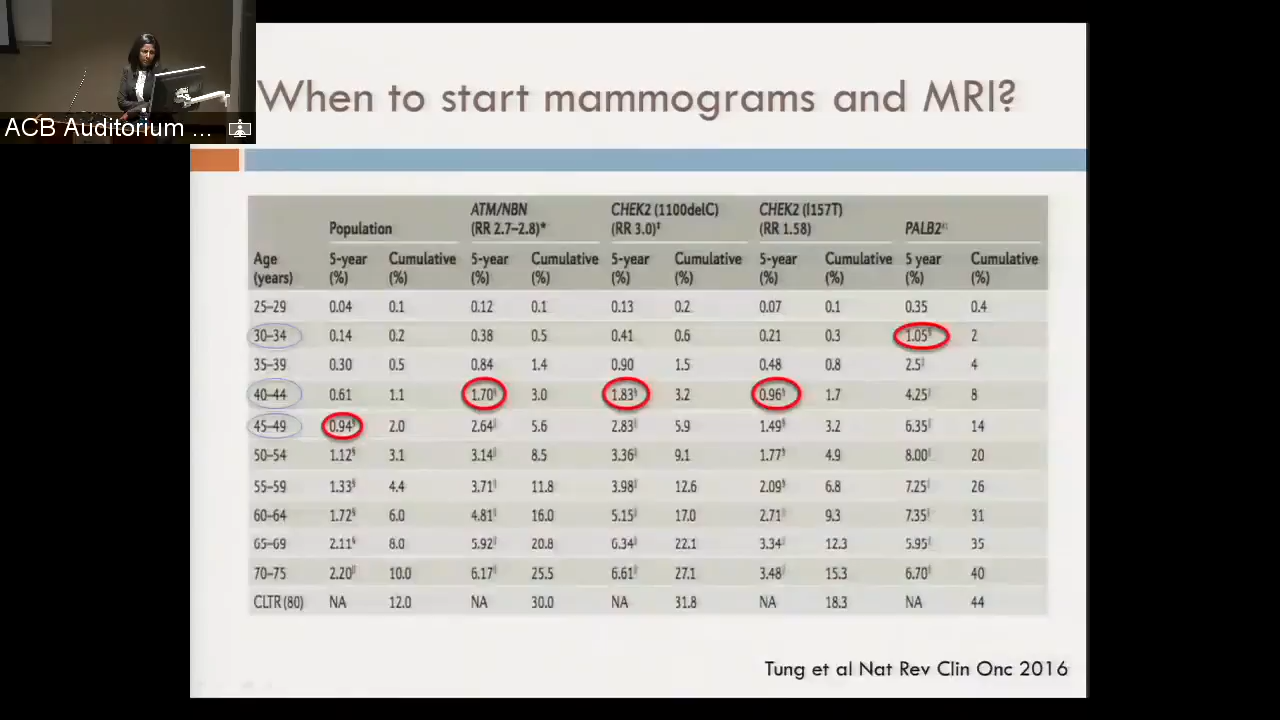 ACB Auditorium ...
When to start mammograms and MRI?
Population ATM/NBN (RR 2.7–2.8)* CHEK2 (1100delC) (RR 3.0)‡ CHEK2 (I157T) (RR 1.58) PALB2
Age (years) 5-year (%) Cumulative (%) 5-year (%) Cumulative (%) 5-year (%) Cumulative (%) 5-year (%) Cumulative (%) 5 year (%) Cumulative (%)
25–29 0.04 0.1 0.12 0.1 0.13 0.2 0.07 0.1 0.35 0.4
30–34 0.14 0.2 0.38 0.5 0.41 0.6 0.21 0.3 1.05§ 2
35–39 0.30 0.5 0.84 1.4 0.90 1.5 0.48 0.8 2.5‖ 4
40–44 0.61 1.1 1.70§ 3.0 1.83§ 3.2 0.96§ 1.7 4.25‖ 8
45–49 0.94§ 2.0 2.64‖ 5.6 2.83‖ 5.9 1.49§ 3.2 6.35‖ 14
50–54 1.12§ 3.1 3.14‖ 8.5 3.36‖ 9.1 1.77§ 4.9 8.00‖ 20
55–59 1.33§ 4.4 3.71‖ 11.8 3.98‖ 12.6 2.09§ 6.8 7.25‖ 26
60–64 1.72§ 6.0 4.81‖ 16.0 5.15‖ 17.0 2.71‖ 9.3 7.35‖ 31
65–69 2.11§ 8.0 5.92‖ 20.8 6.34‖ 22.1 3.34‖ 12.3 5.95‖ 35
70–75 2.20‖ 10.0 6.17‖ 25.5 6.61‖ 27.1 3.48‖ 15.3 6.70‖ 40
CLTR (80) NA 12.0 NA 30.0 NA 31.8 NA 18.3 NA 44
Tung et al Nat Rev Clin Onc 2016